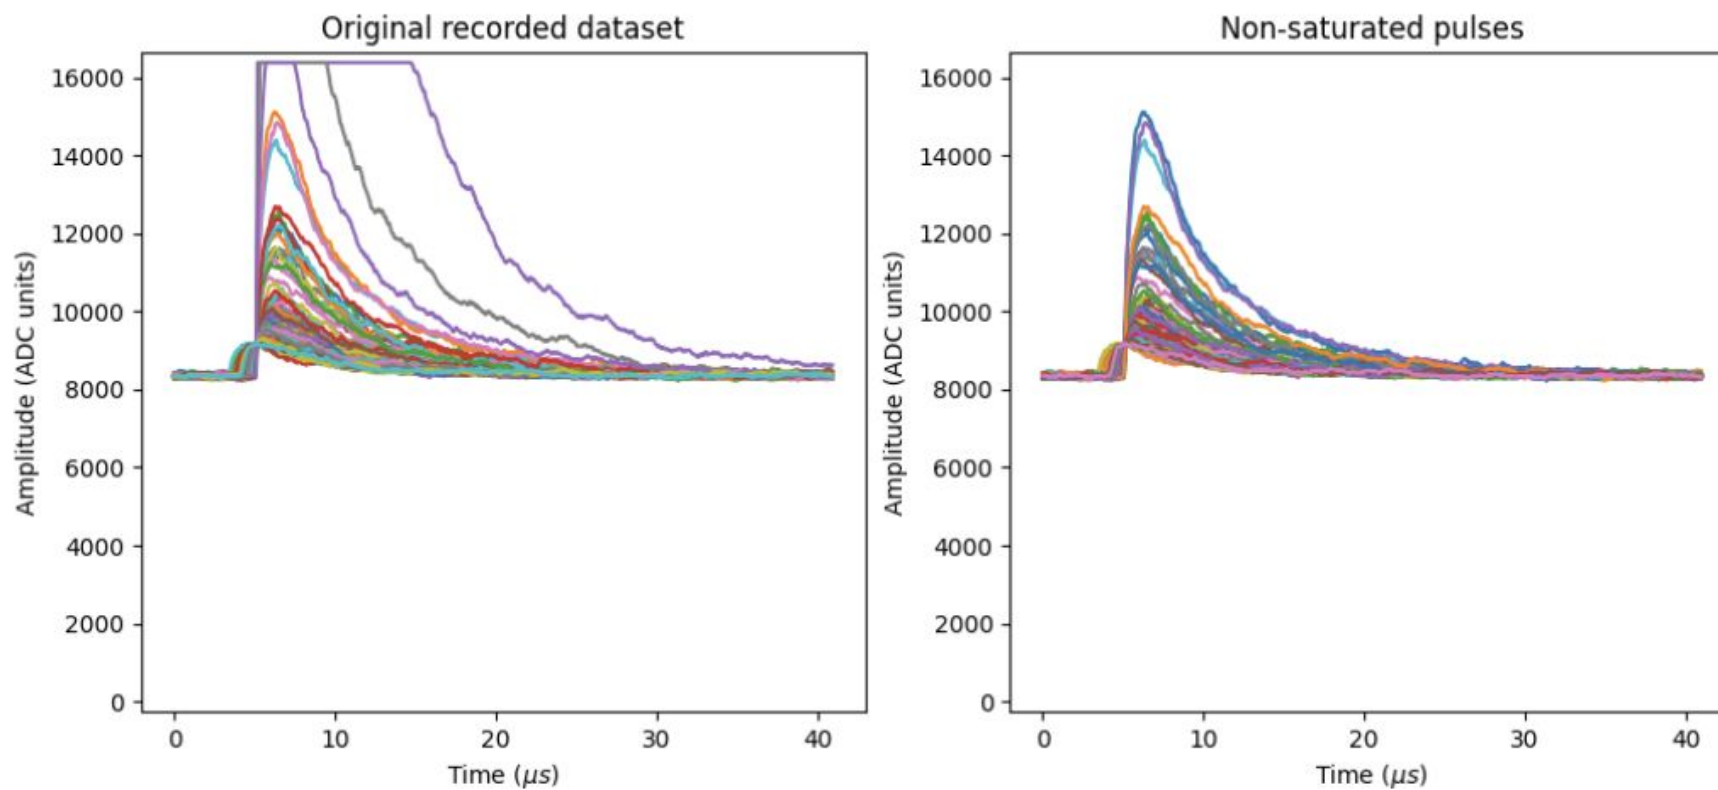 Original recorded dataset
Amplitude (ADC units)
16000
14000
12000
10000
8000
6000
4000
2000
0
0 10 20 30 40
Time (μs)
Non-saturated pulses
Amplitude (ADC units)
16000
14000
12000
10000
8000
6000
4000
2000
0
0 10 20 30 40
Time (μs)